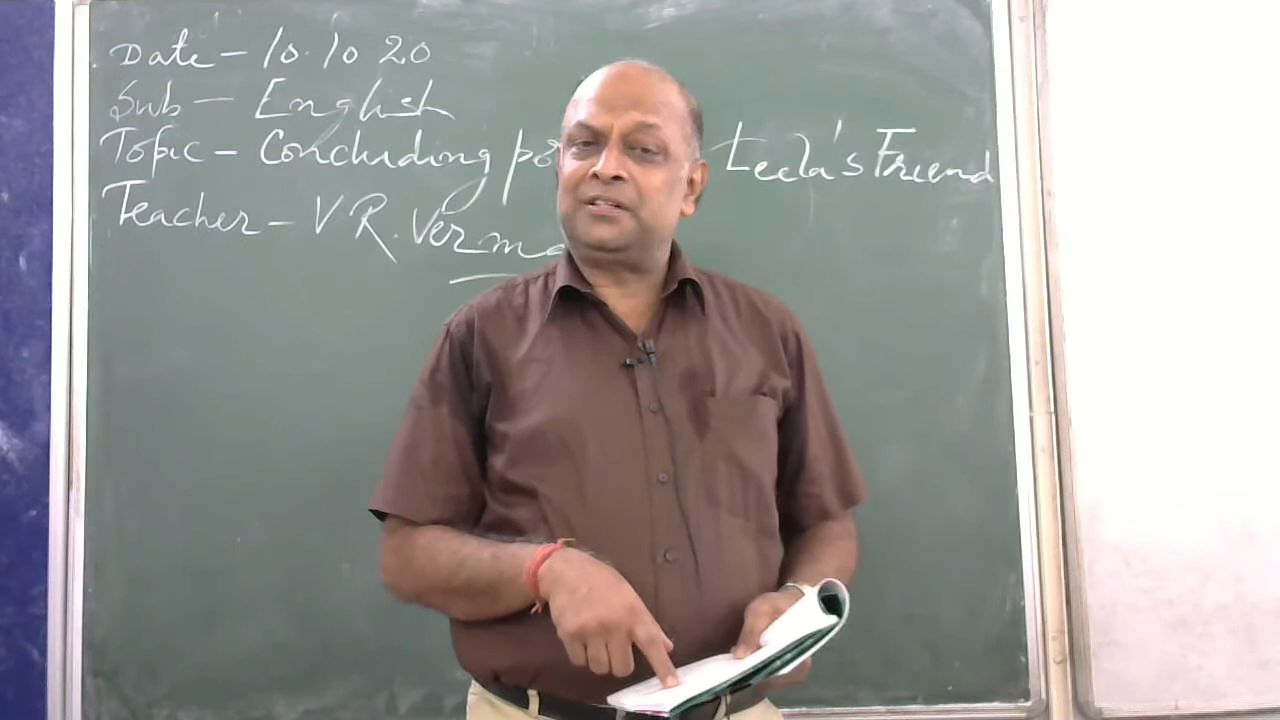 Date - 10.10 20
Sub - English
Topic - Concluding Leela's Friend
Teacher - V R. Verma